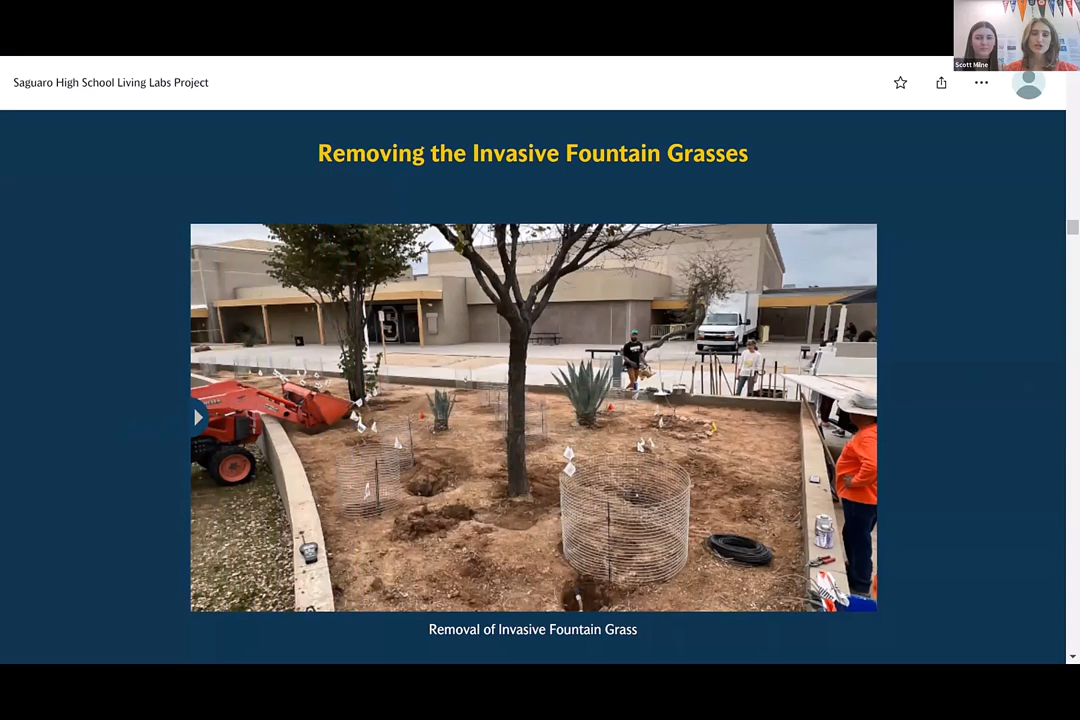 Scott Milne
Saguaro High School Living Labs Project
Removing the Invasive Fountain Grasses
S
Removal of Invasive Fountain Grass